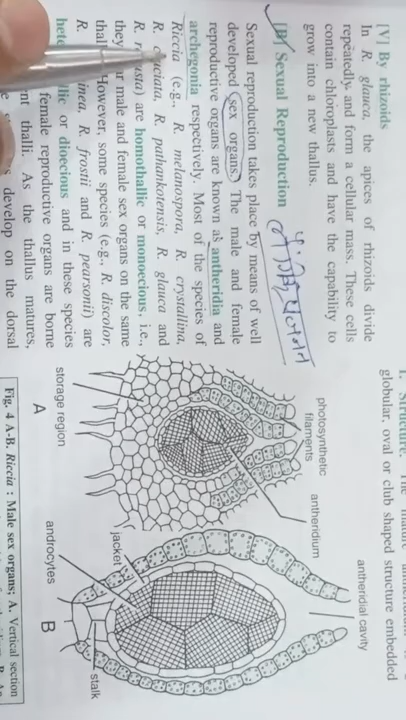 [V] By rhizoids
In R. glauca, the apices of rhizoids divide
repeatedly, and form a cellular mass. These cells
contain chloroplasts and have the capability to
grow into a new thallus.
[B] Sexual Reproduction
Sexual reproduction takes place by means of well
developed sex organs. The male and female
reproductive organs are known as antheridia and
archegonia respectively. Most of the species of
Riccia (e.g., R. melanospora, R. crystallina,
R. pathankotensis, R. glauca and
are homothallic or monoecious, i.e.,
they male and female sex organs on the same
However, some species (e.g., R. discolor,
R. R. frostii and R. pearsonii) are
or dioecious and in these species
female reproductive organs are borne
thalli. As the thallus matures,
develop on the dorsal
1. Structure. The mature
globular, oval or club shaped structure embedded
photosynthetic
filaments
antheridium
antheridial cavity
storage region
jacket
androcytes
stalk
A
B
Fig. 4 A-B. Riccia : Male sex organs; A. Vertical section